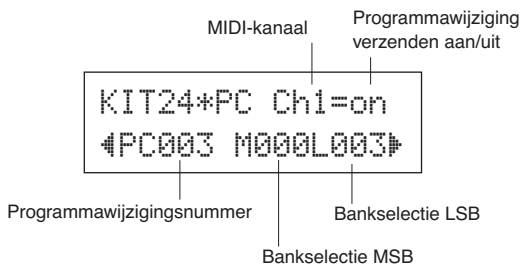 MIDI-kanaal
Programmawijziging
verzenden aan/uit
KIT24*PC Ch1=on
PC003 M000L003
Programmawijzigingsnummer
Bankselectie LSB
Bankselectie MSB